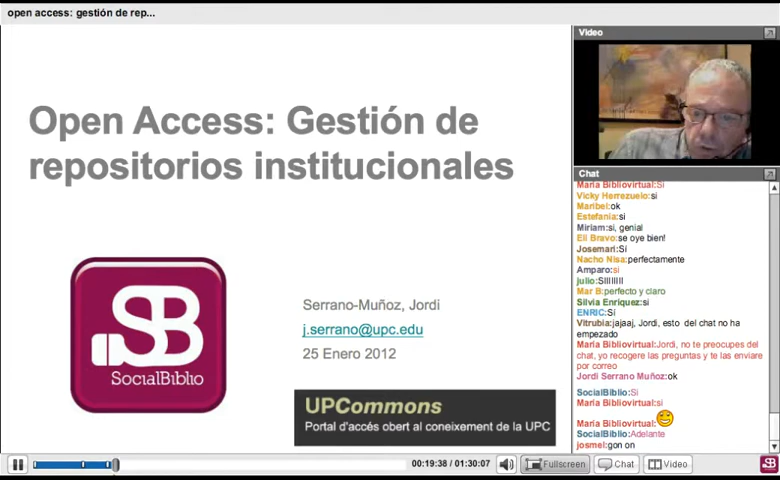 open access: gestión de rep...
Open Access: Gestión de
repositorios institucionales
SB
SocialBiblio
Serrano-Muñoz, Jordi
j.serrano@upc.edu
25 Enero 2012
UPCommons
Portal d'accés obert al coneixement de la UPC
Video
Chat
María Bibliovirtual:Si
Vicky Herrezuelo:si
Maribel:ok
Estefania:si
Miriam:si, genial
Eli Bravo:se oye bien!
Josemari:Sí
Nacho Nisa:perfectamente
Amparo:si
julio:SIIIIIII
Mar B:perfecto y claro
Silvia Enriquez:si
ENRIC:Sí
Vitrubia:jajaaj, Jordi, esto del chat no ha
empezado
María Bibliovirtual:Jordi, no te preocupes del
chat, yo recogere las preguntas y te las enviare
por correo
Jordi Serrano Muñoz:ok
SocialBiblio:Si
María Bibliovirtual:si
María Bibliovirtual:
SocialBiblio:Adelante
josmel:gon on
00:19:38 / 01:30:07
Fullscreen
Chat
Video
SB